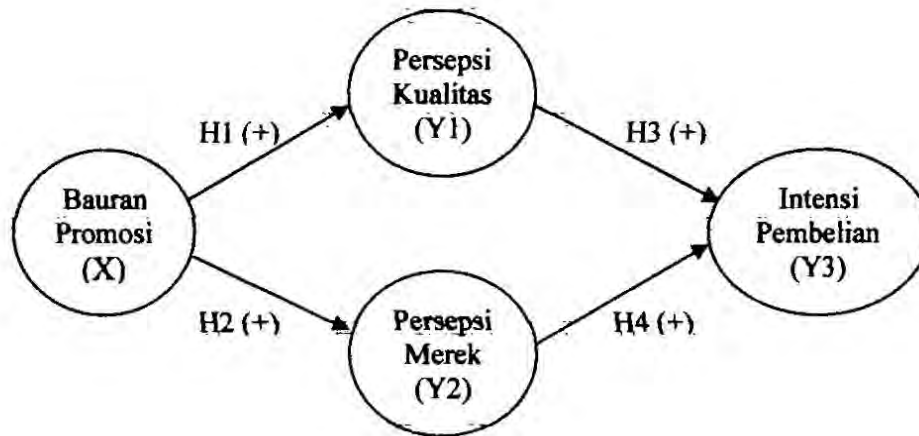 Persepsi
Kualitas
(Y1)
H1 (+)
H3 (+)
Bauran
Promosi
(X)
Intensi
Pembelian
(Y3)
H2 (+)
H4 (+)
Persepsi
Merek
(Y2)